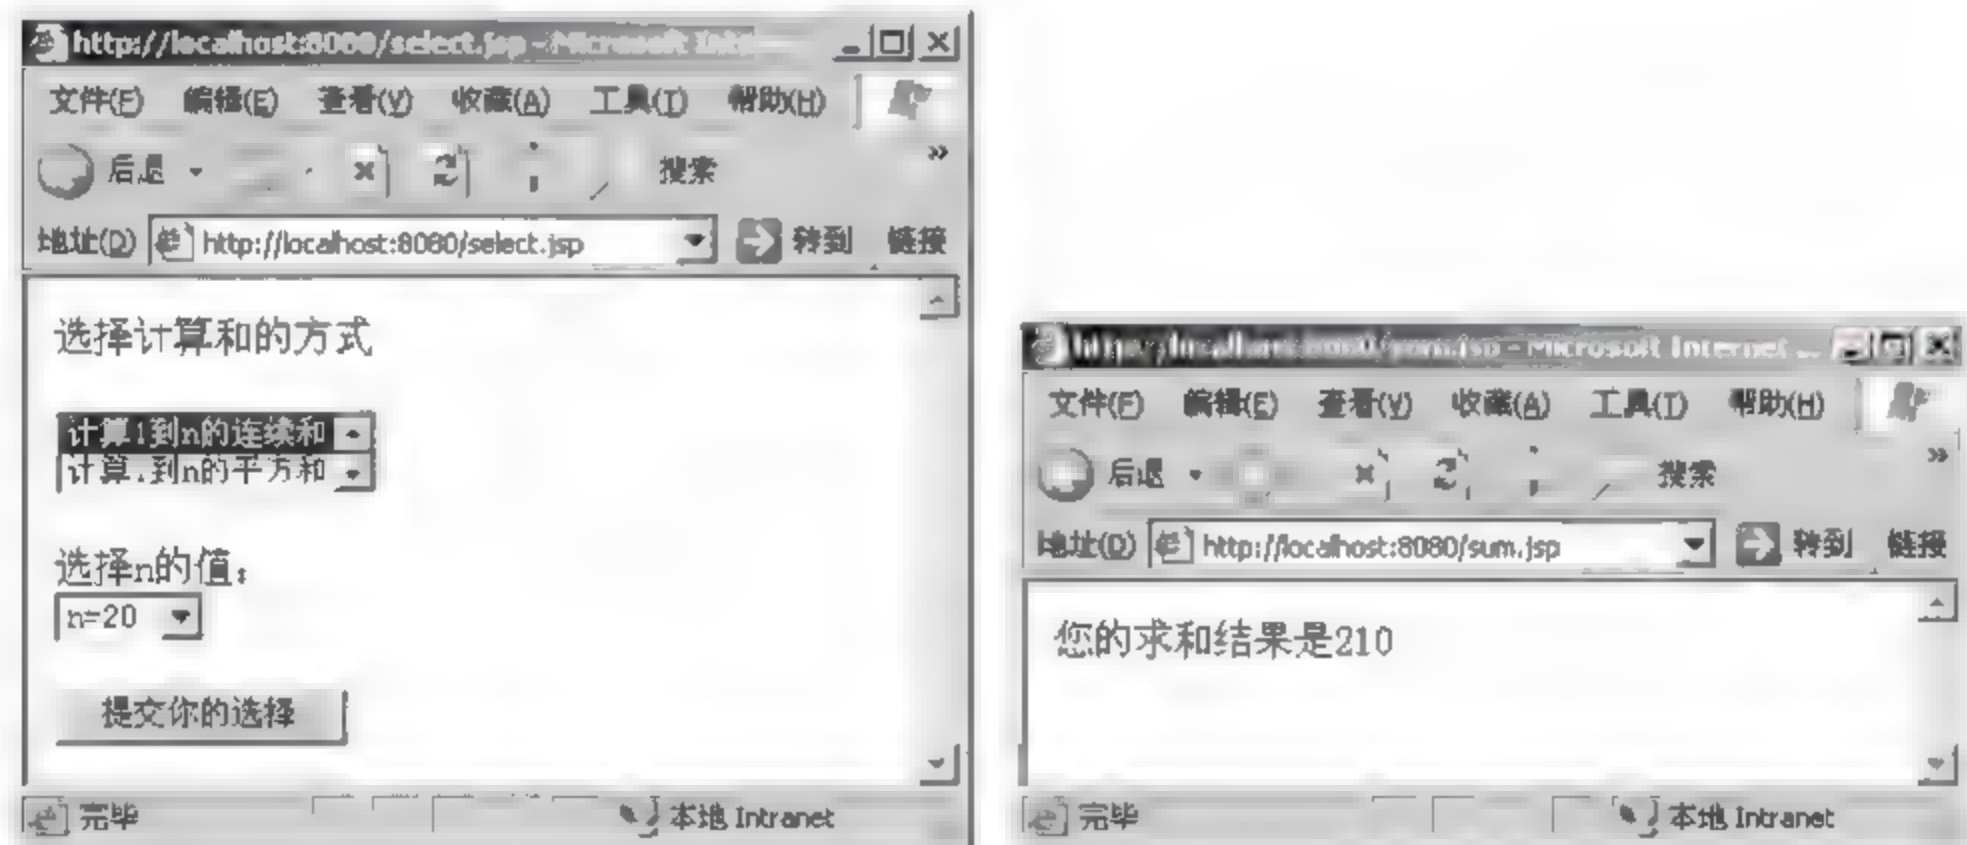 http://localhost:8080/select.jsp - Microsoft
文件(F) 编辑(E) 查看(V) 收藏(A) 工具(T) 帮助(H)
后退 搜索 »
地址(D) http://localhost:8080/select.jsp 转到 链接
选择计算和的方式
计算1到n的连续和
计算1到n的平方和
选择n的值:
n=20
提交你的选择
完毕 本地 Intranet
Microsoft Internet ...
文件(F) 编辑(E) 查看(V) 收藏(A) 工具(T) 帮助(H)
后退 搜索 »
地址(D) http://localhost:8080/sum.jsp 转到 链接
您的求和结果是210
完毕 本地 Intranet